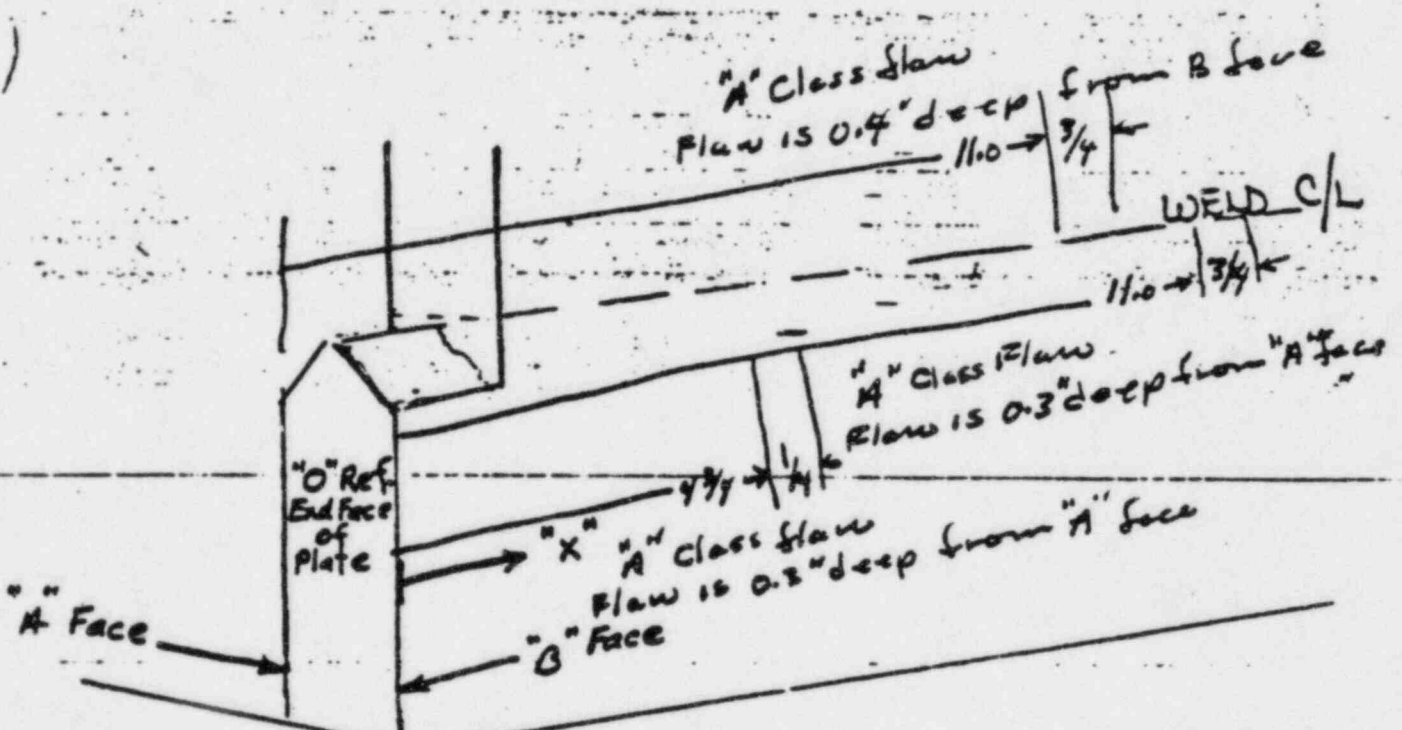 )
"A" Class flaw
Flaw is 0.4" deep from B face
11.0 3/4
WELD C/L
11.0 3/4
"A" Class Flaw
Flaw is 0.3" deep from "A" face
4 3/4 1/4
"O" Ref
End Face
of
Plate
"X"
"A" Class flaw
Flaw is 0.3" deep from "A" face
"A" Face
"B" Face